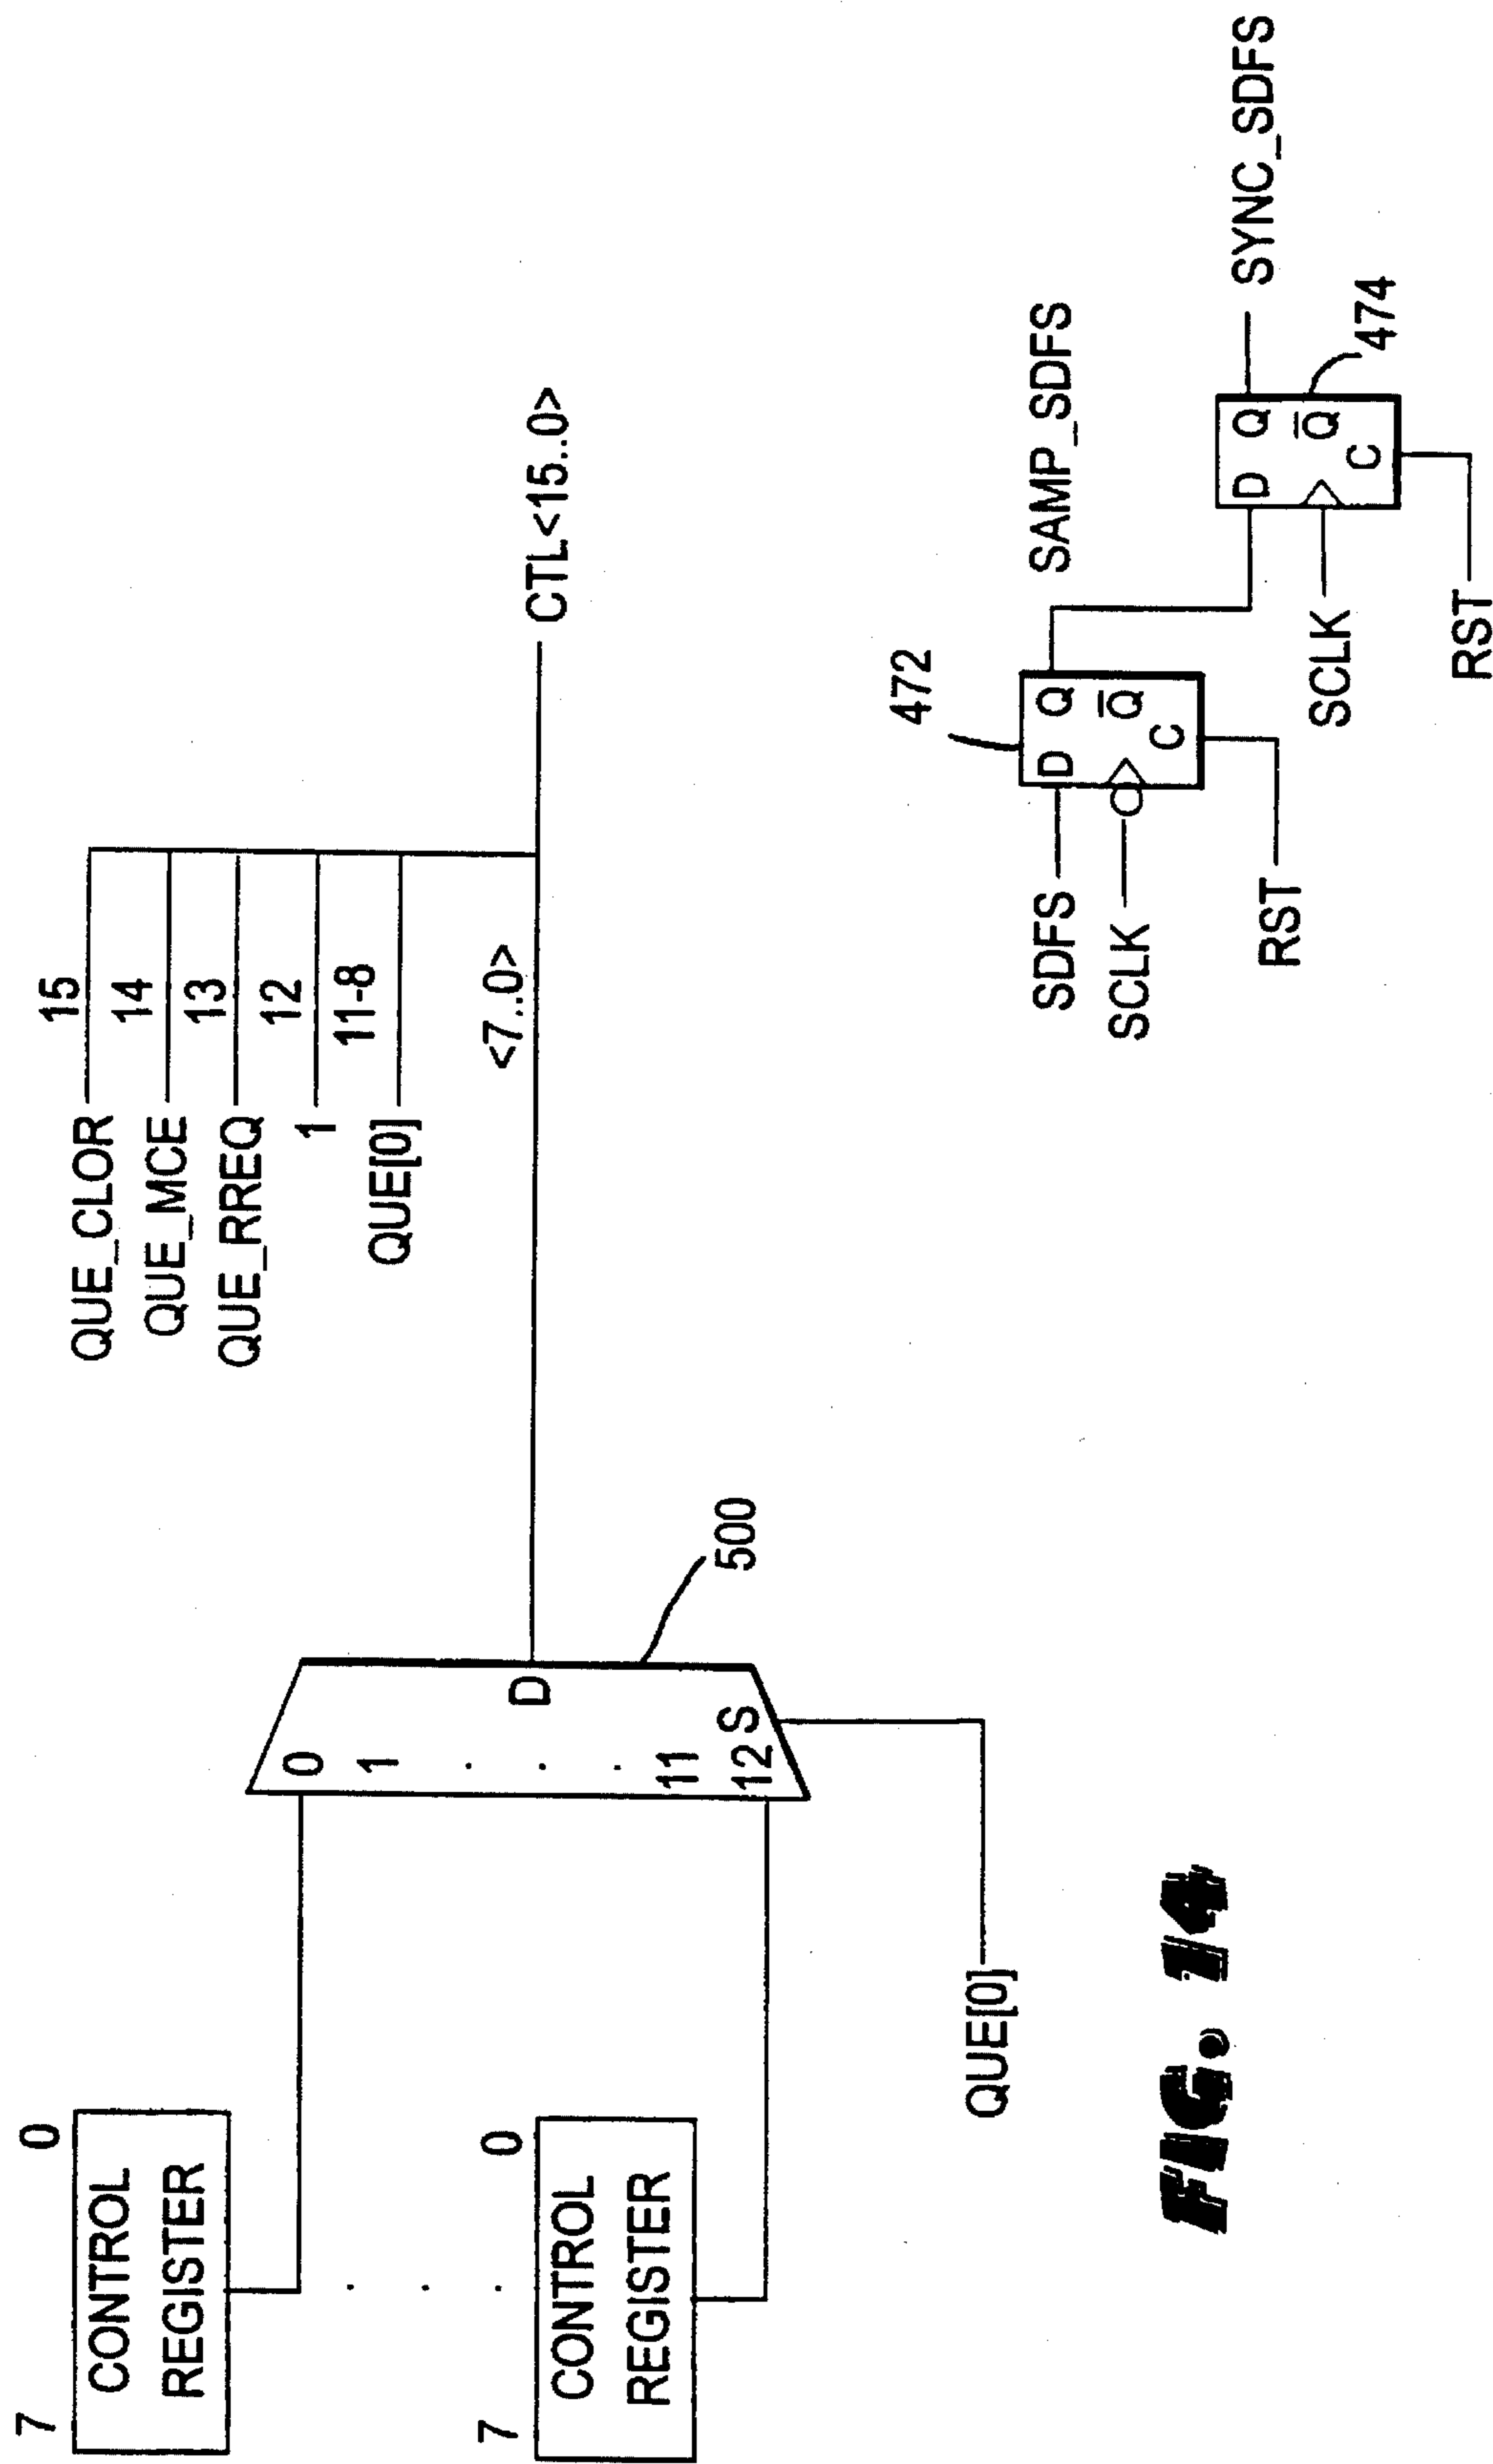 7 0
CONTROL
REGISTER
7 0
CONTROL
REGISTER
0
1
11
12
S
D
500
QUE[0]
QUE_CLOR 15
QUE_MCE 14
QUE_RREQ 13
1 12
QUE[0] 11-8
<7..0>
CTL<15..0>
472
SDFS
D Q
Q
C
SCLK
RST
SAMP_SDFS
D Q
Q
C
SCLK
RST
474
SYNC_SDFS
FIG. 14